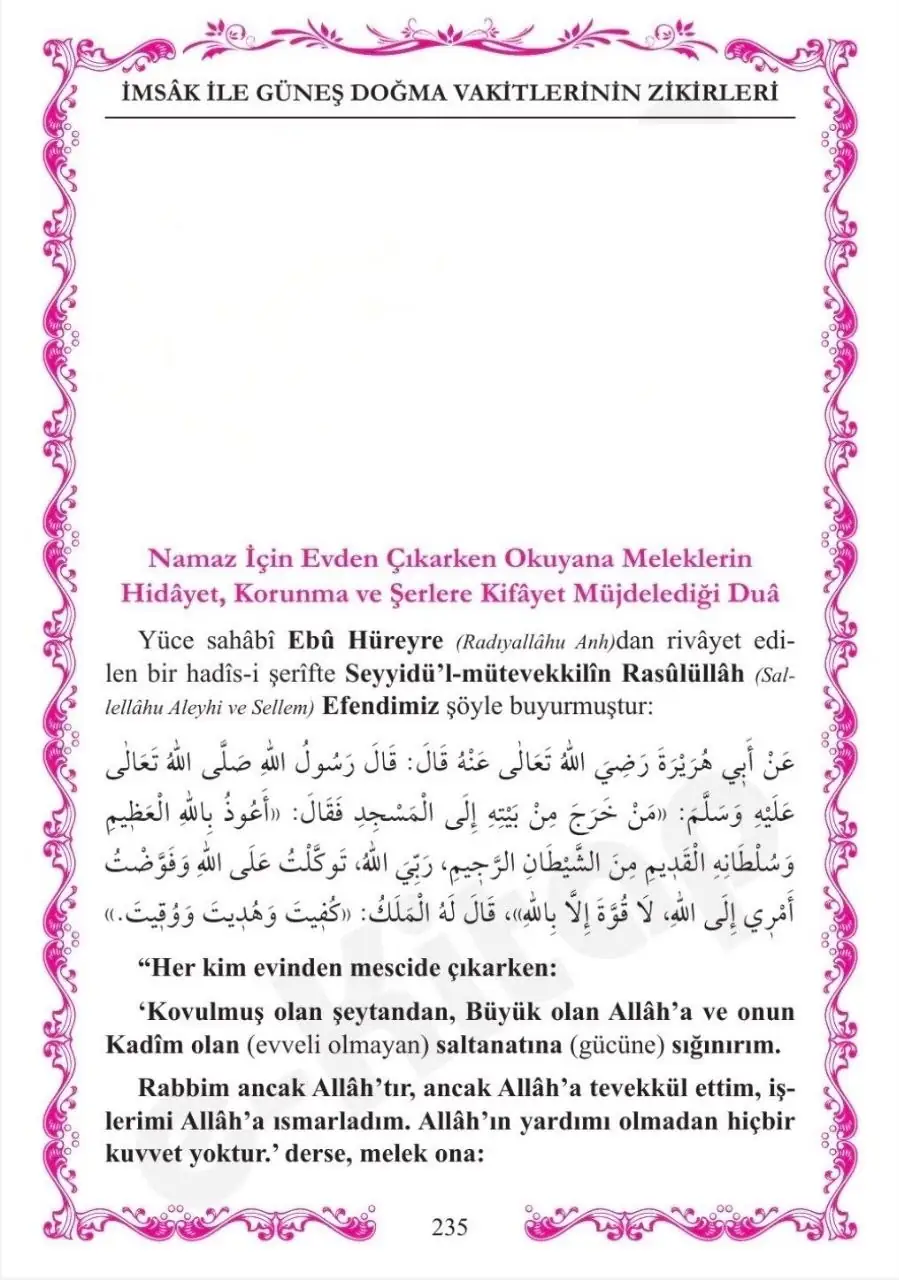 İMSÂK İLE GÜNEŞ DOĞMA VAKİTLERİNİN ZİKİRLERİ
Namaz İçin Evden Çıkarken Okuyana Meleklerin
Hidâyet, Korunma ve Şerlere Kifâyet Müjdelediği Duâ
Yüce sahâbî Ebû Hüreyre (Radıyallâhu Anh)dan rivâyet edi-
len bir hadîs-i şerîfte Seyyidü’l-mütevekkilîn Rasûlüllâh (Sal-
lellâhu Aleyhi ve Sellem) Efendimiz şöyle buyurmuştur:
عَنْ أَبِي هُرَيْرَةَ رَضِيَ اللهُ تَعَالٰى عَنْهُ قَالَ: قَالَ رَسُولُ اللهِ صَلَّى اللهُ تَعَالٰى
عَلَيْهِ وَسَلَّمَ: «مَنْ خَرَجَ مِنْ بَيْتِهِ إِلَى الْمَسْجِدِ فَقَالَ: «أَعُوذُ بِاللهِ الْعَظِيمِ
وَسُلْطَانِهِ الْقَدِيمِ مِنَ الشَّيْطَانِ الرَّجِيمِ، رَبِّيَ اللهُ، تَوَكَّلْتُ عَلَى اللهِ وَفَوَّضْتُ
أَمْرِي إِلَى اللهِ، لَا قُوَّةَ إِلَّا بِاللهِ»، قَالَ لَهُ الْمَلَكُ: «كُفِيتَ وَهُدِيتَ وَوُقِيتَ.»
“Her kim evinden mescide çıkarken:
‘Kovulmuş olan şeytandan, Büyük olan Allâh’a ve onun
Kadîm olan (evveli olmayan) saltanatına (gücüne) sığınırım.
Rabbim ancak Allâh’tır, ancak Allâh’a tevekkül ettim, iş-
lerimi Allâh’a ısmarladım. Allâh’ın yardımı olmadan hiçbir
kuvvet yoktur.’ derse, melek ona:
235
e-kitap